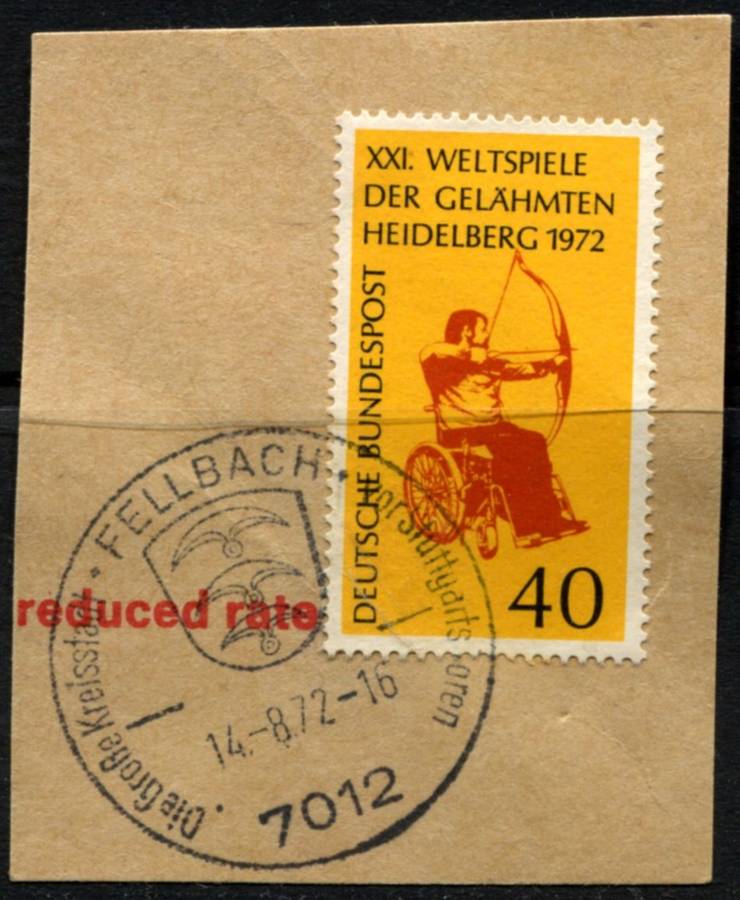 XXI. WELTSPIELE
DER GELÄHMTEN
HEIDELBERG 1972
DEUTSCHE BUNDESPOST
40
reduced rate
• FELLBACH •
Die Große Kreisstadt vor Stuttgarts Toren
14.-8.72-16
7012